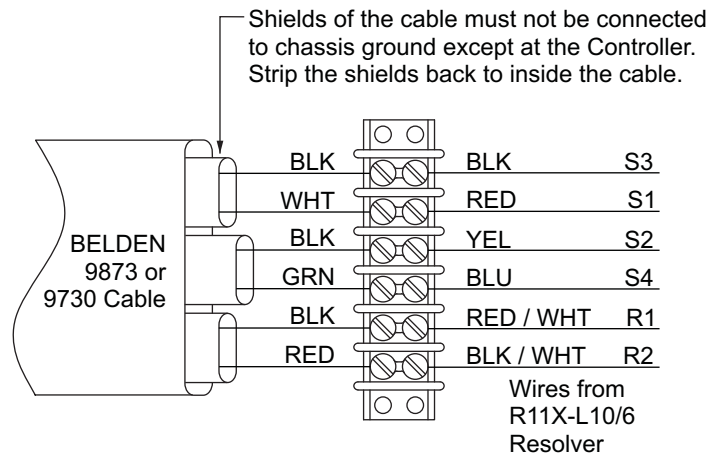 Shields of the cable must not be connected
to chassis ground except at the Controller.
Strip the shields back to inside the cable.
BELDEN
9873 or
9730 Cable
BLK BLK S3
WHT RED S1
BLK YEL S2
GRN BLU S4
BLK RED / WHT R1
RED BLK / WHT R2
Wires from
R11X-L10/6
Resolver